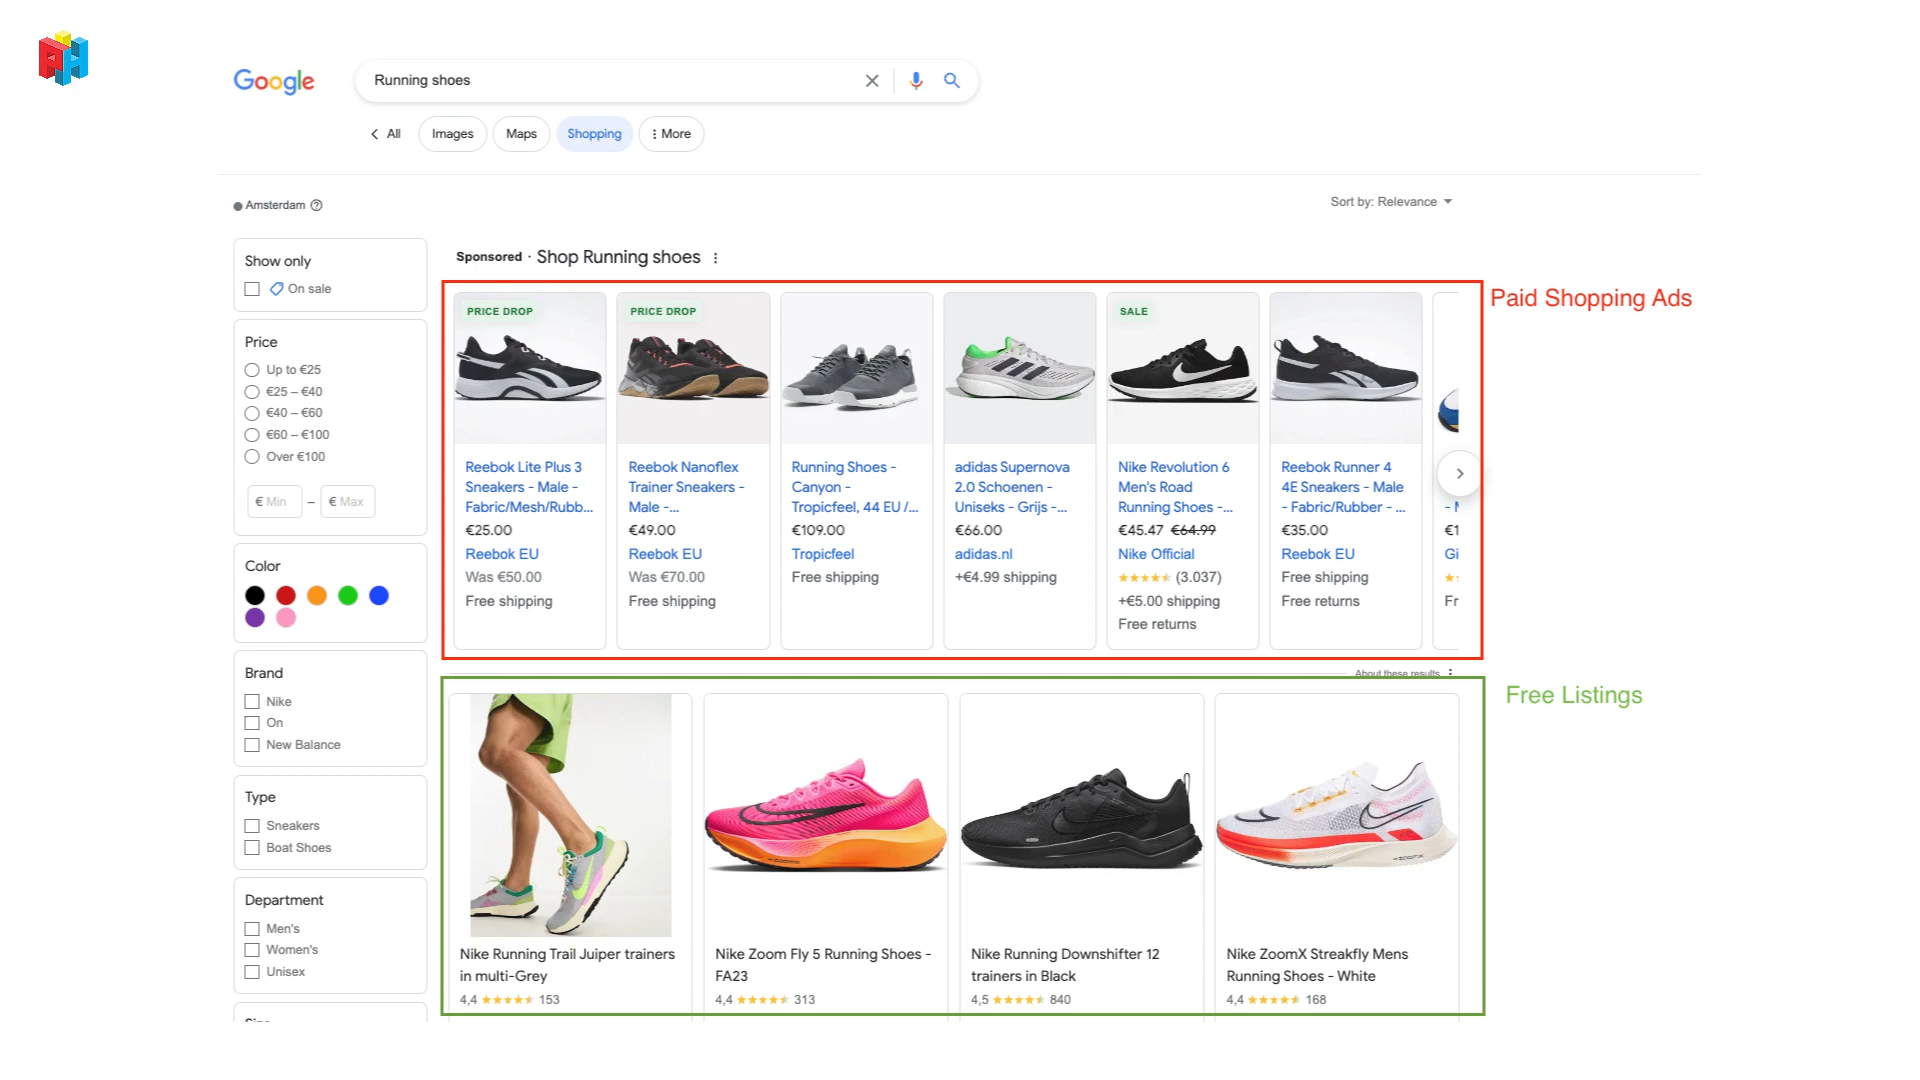 Google
Running shoes
All
Images
Maps
Shopping
More
Amsterdam
Sort by: Relevance
Show only
On sale
Price
Up to €25
€25 – €40
€40 – €60
€60 – €100
Over €100
€ Min – € Max
Color
Brand
Nike
On
New Balance
Type
Sneakers
Boat Shoes
Department
Men's
Women's
Unisex
Sponsored · Shop Running shoes
Paid Shopping Ads
PRICE DROP
Reebok Lite Plus 3
Sneakers - Male -
Fabric/Mesh/Rubb...
€25.00
Reebok EU
Was €50.00
Free shipping
PRICE DROP
Reebok Nanoflex
Trainer Sneakers -
Male -...
€49.00
Reebok EU
Was €70.00
Free shipping
Running Shoes -
Canyon -
Tropicfeel, 44 EU /...
€109.00
Tropicfeel
Free shipping
adidas Supernova
2.0 Schoenen -
Uniseks - Grijs -...
€66.00
adidas.nl
+€4.99 shipping
SALE
Nike Revolution 6
Men's Road
Running Shoes -...
€45.47 €64.99
Nike Official
(3.037)
+€5.00 shipping
Free returns
Reebok Runner 4
4E Sneakers - Male
- Fabric/Rubber - ...
€35.00
Reebok EU
Free shipping
Free returns
€1
Gi
Fr
About these results
Free Listings
Nike Running Trail Juiper trainers
in multi-Grey
4,4 ★★★★★ 153
Nike Zoom Fly 5 Running Shoes -
FA23
4,4 ★★★★★ 313
Nike Running Downshifter 12
trainers in Black
4,5 ★★★★★ 840
Nike ZoomX Streakfly Mens
Running Shoes - White
4,4 ★★★★★ 168